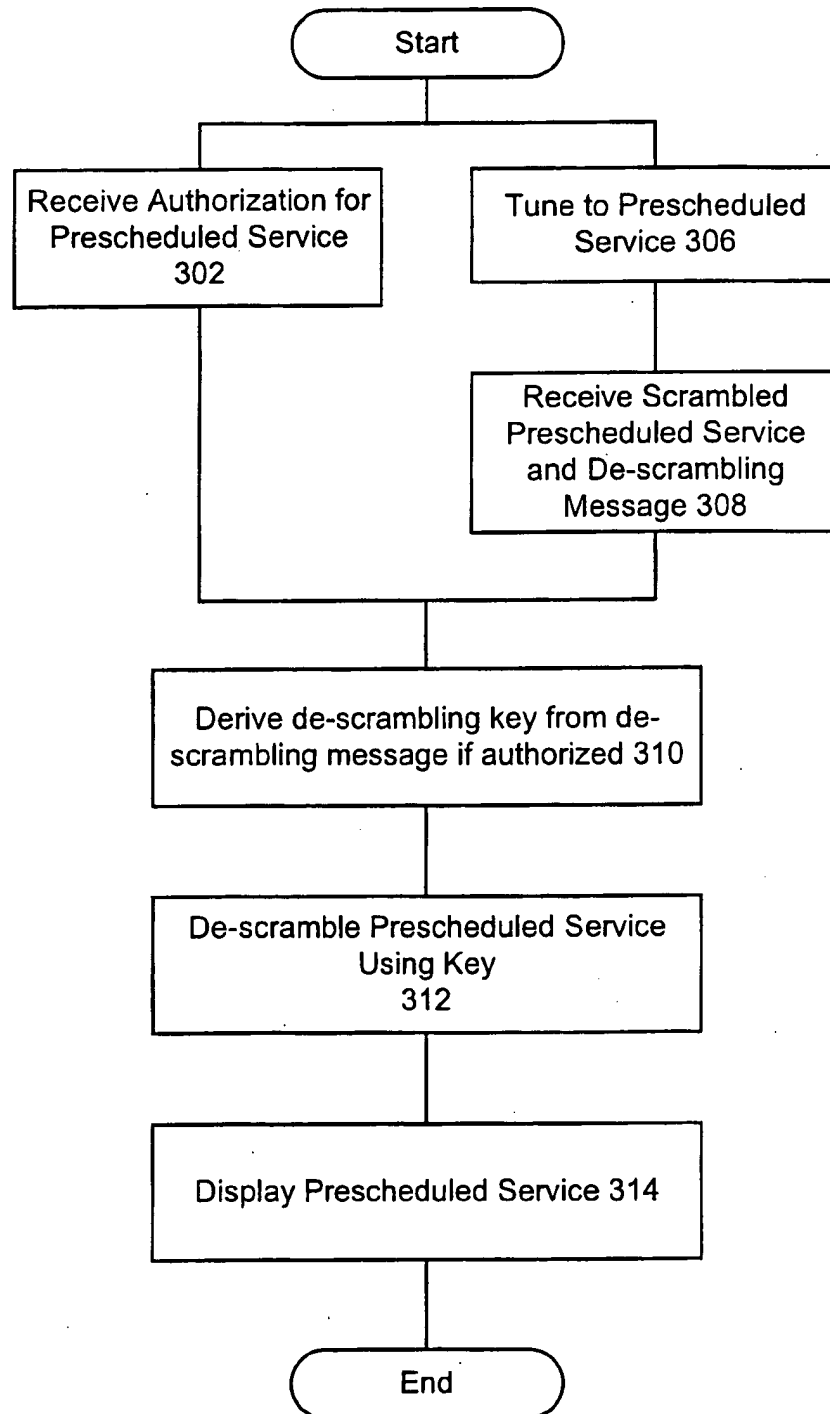 Start
Receive Authorization for
Prescheduled Service
302
Tune to Prescheduled
Service 306
Receive Scrambled
Prescheduled Service
and De-scrambling
Message 308
Derive de-scrambling key from de-
scrambling message if authorized 310
De-scramble Prescheduled Service
Using Key
312
Display Prescheduled Service 314
End